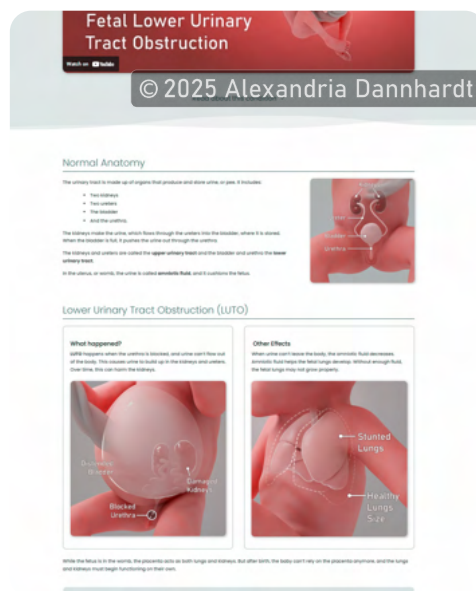 Fetal Lower Urinary
Tract Obstruction
Watch on YouTube
© 2025 Alexandria Dannhardt
Normal Anatomy
The urinary tract is made up of organs that produce and store urine, or pee. It includes:
• Two kidneys
• Two ureters
• The bladder
• And the urethra.
The kidneys make the urine, which flows through the ureters into the bladder, where it is stored.
When the bladder is full, it pushes the urine out through the urethra.
The kidneys and ureters are called the upper urinary tract and the bladder and urethra the lower
urinary tract.
In the uterus, or womb, the urine is called amniotic fluid, and it cushions the fetus.
Bladder
Urethra
Lower Urinary Tract Obstruction (LUTO)
What happened?
LUTO happens when the urethra is blocked, and urine can't flow out
of the body. This causes urine to build up in the kidneys and ureters.
Over time, this can harm the kidneys.
Bladder
Damaged
Kidneys
Blocked
Urethra
Other Effects
When urine can't leave the body, the amniotic fluid decreases.
Amniotic fluid helps the fetal lungs develop. Without enough fluid,
the fetal lungs may not grow properly.
Stunted
Lungs
Healthy
Lungs
Size
While the fetus is in the womb, the placenta acts as both lungs and kidneys. But after birth, the baby can't rely on the placenta anymore, and the lungs
and kidneys must begin functioning on their own.